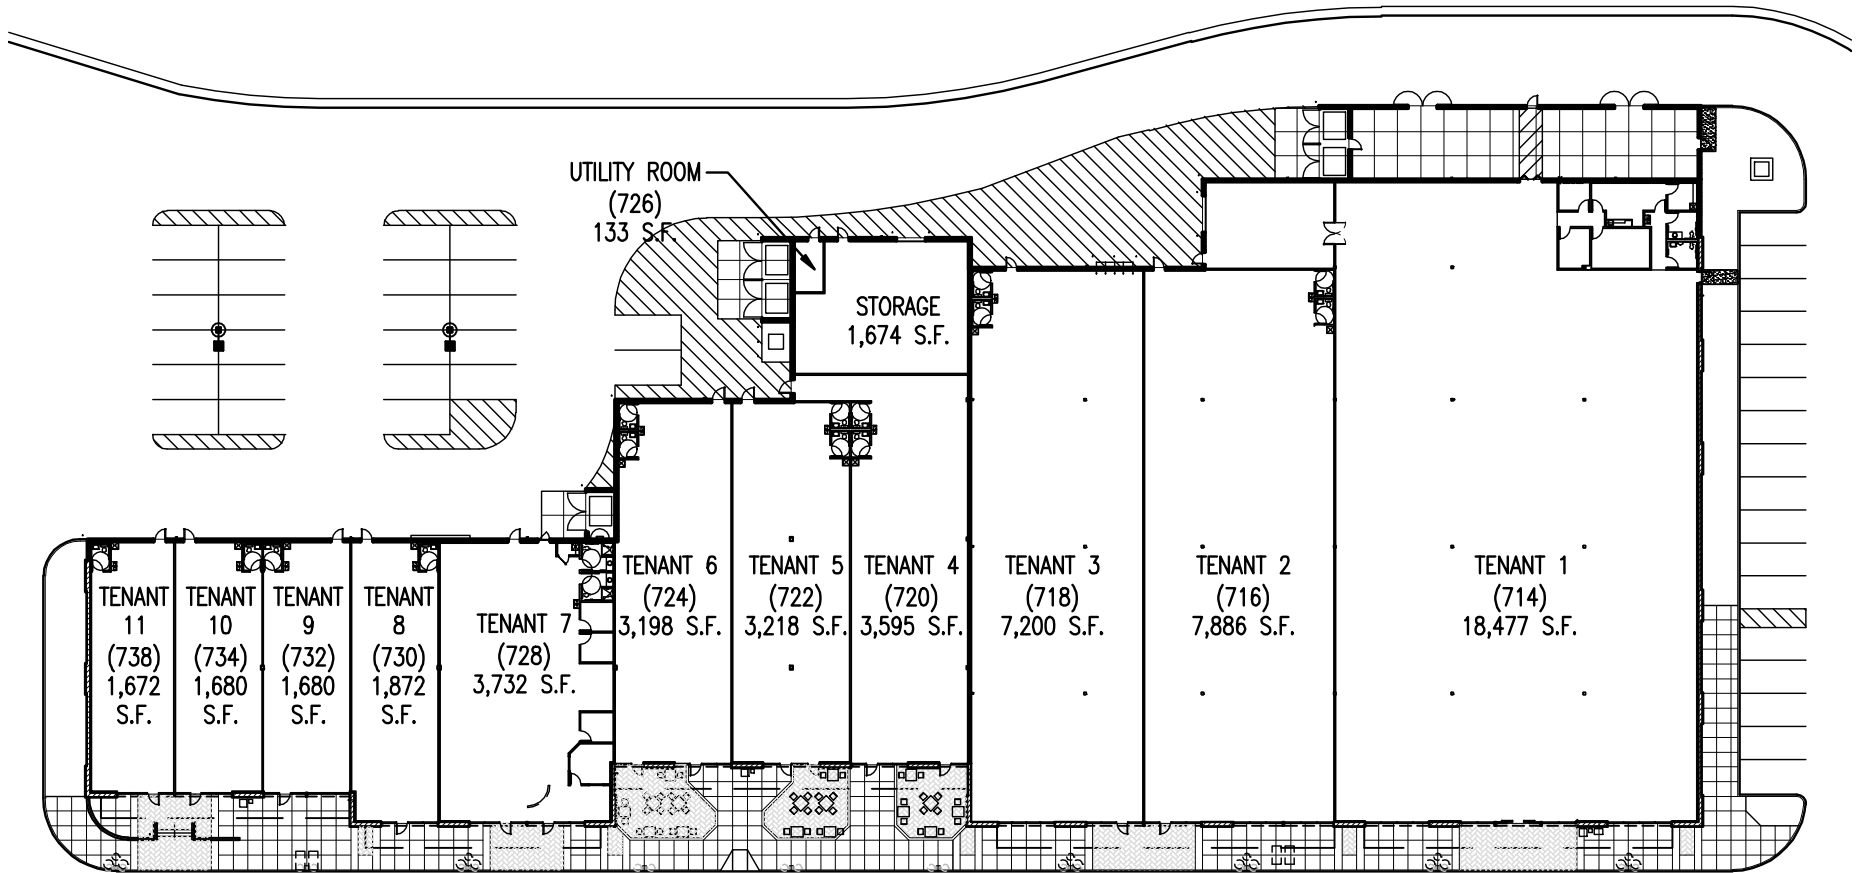 UTILITY ROOM
(726)
133 S.F.
STORAGE
1,674 S.F.
TENANT
11
(738)
1,672
S.F.
TENANT
10
(734)
1,680
S.F.
TENANT
9
(732)
1,680
S.F.
TENANT
8
(730)
1,872
S.F.
TENANT 7
(728)
3,732 S.F.
TENANT 6
(724)
3,198 S.F.
TENANT 5
(722)
3,218 S.F.
TENANT 4
(720)
3,595 S.F.
TENANT 3
(718)
7,200 S.F.
TENANT 2
(716)
7,886 S.F.
TENANT 1
(714)
18,477 S.F.